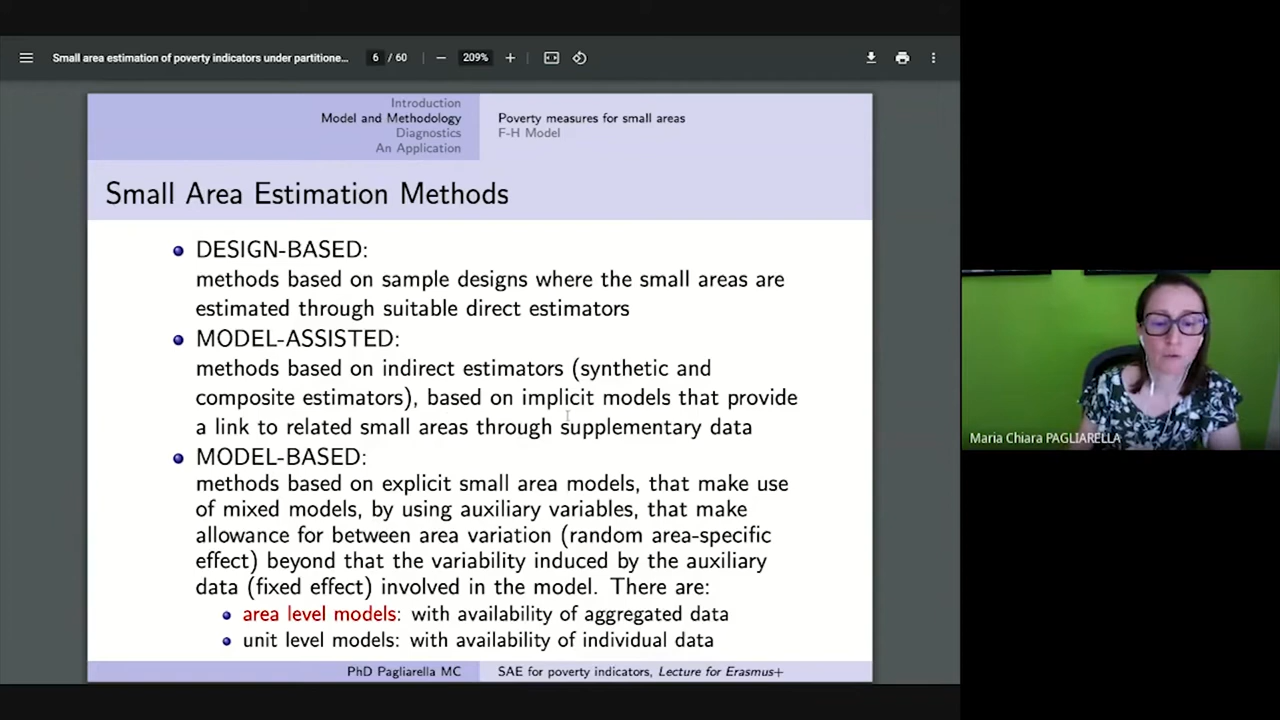 Small area estimation of poverty indicators under partitione...
6 / 60
209%
Introduction
Model and Methodology
Diagnostics
An Application
Poverty measures for small areas
F-H Model
Small Area Estimation Methods
DESIGN-BASED:
methods based on sample designs where the small areas are
estimated through suitable direct estimators
MODEL-ASSISTED:
methods based on indirect estimators (synthetic and
composite estimators), based on implicit models that provide
a link to related small areas through supplementary data
MODEL-BASED:
methods based on explicit small area models, that make use
of mixed models, by using auxiliary variables, that make
allowance for between area variation (random area-specific
effect) beyond that the variability induced by the auxiliary
data (fixed effect) involved in the model. There are:
area level models: with availability of aggregated data
unit level models: with availability of individual data
PhD Pagliarella MC
SAE for poverty indicators, Lecture for Erasmus+
Maria Chiara PAGLIARELLA